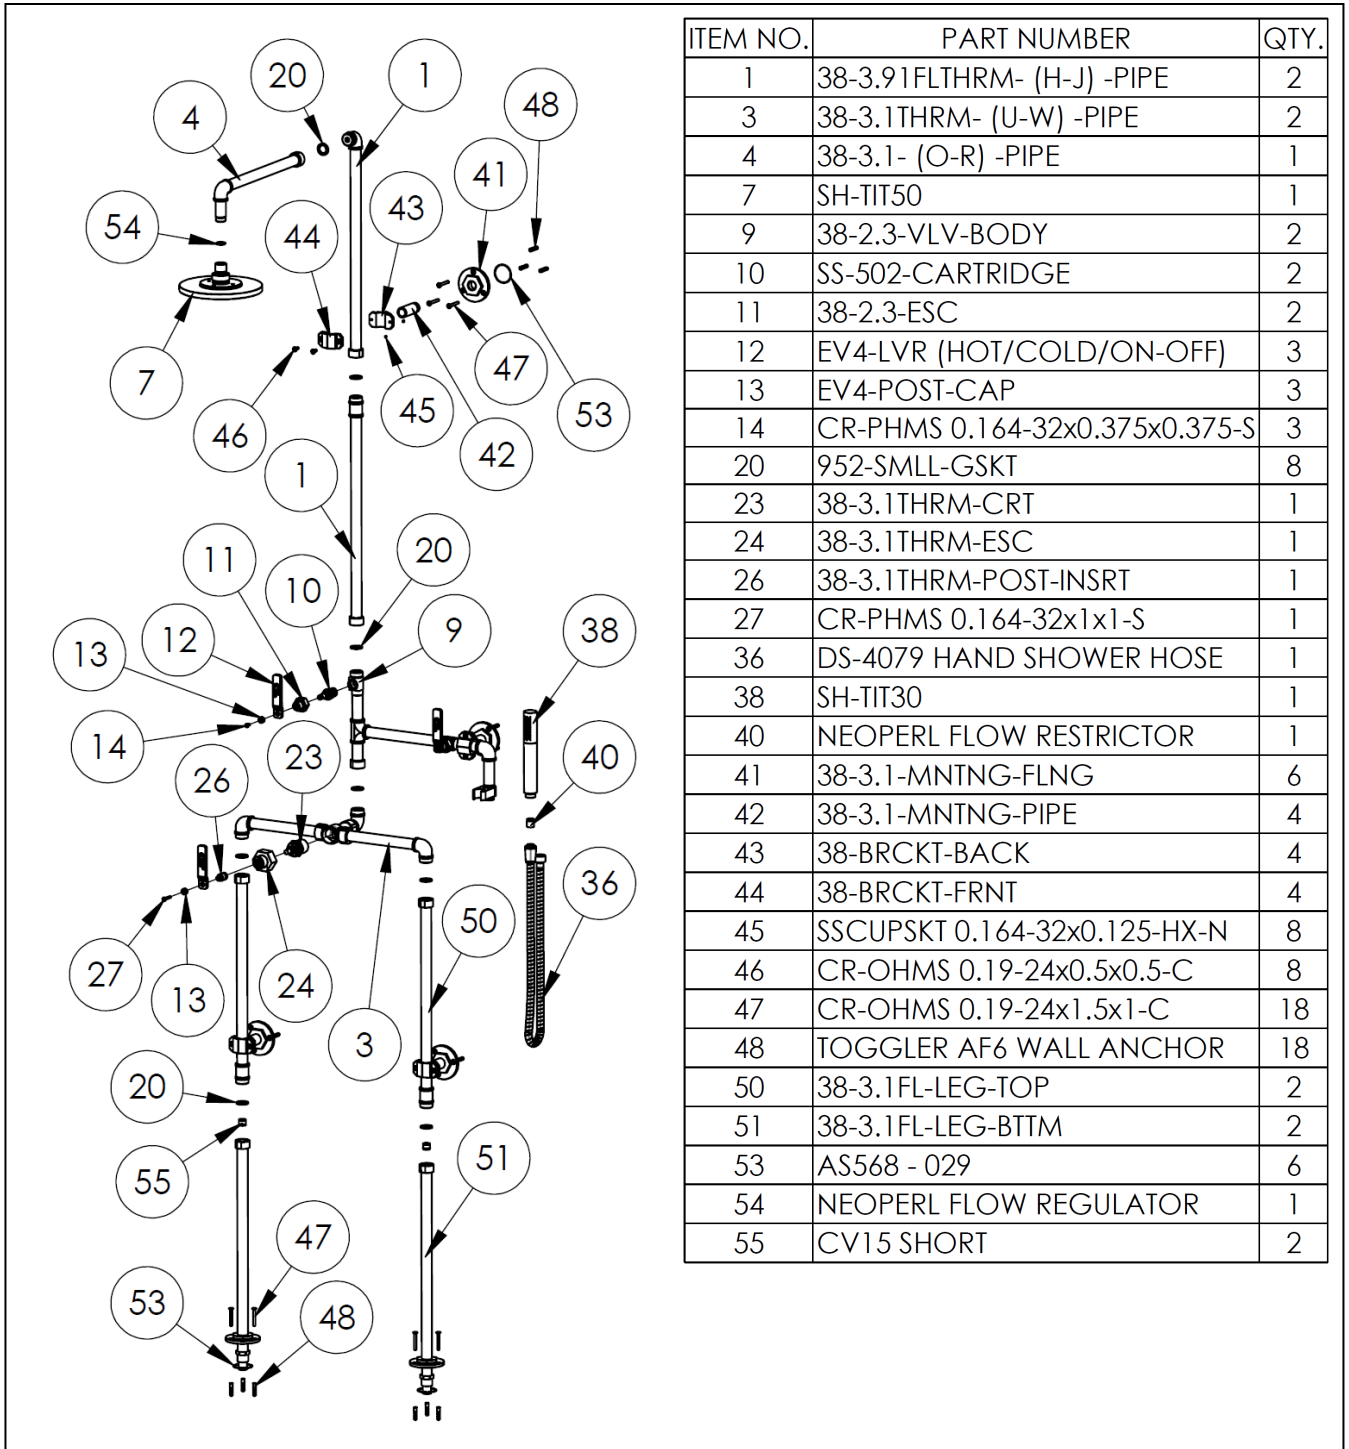 20
1
48
4
41
43
54
44
7
47
45
53
46
42
1
20
11
10
12
9
38
13
14
23
40
26
36
50
27
24
13
3
20
51
55
47
53
48
ITEM NO. PART NUMBER QTY.
1 38-3.91FLTHRM- (H-J) -PIPE 2
3 38-3.1THRM- (U-W) -PIPE 2
4 38-3.1- (O-R) -PIPE 1
7 SH-TIT50 1
9 38-2.3-VLV-BODY 2
10 SS-502-CARTRIDGE 2
11 38-2.3-ESC 2
12 EV4-LVR (HOT/COLD/ON-OFF) 3
13 EV4-POST-CAP 3
14 CR-PHMS 0.164-32x0.375x0.375-S 3
20 952-SMLL-GSKT 8
23 38-3.1THRM-CRT 1
24 38-3.1THRM-ESC 1
26 38-3.1THRM-POST-INSRT 1
27 CR-PHMS 0.164-32x1x1-S 1
36 DS-4079 HAND SHOWER HOSE 1
38 SH-TIT30 1
40 NEOPERL FLOW RESTRICTOR 1
41 38-3.1-MNTNG-FLNG 6
42 38-3.1-MNTNG-PIPE 4
43 38-BRCKT-BACK 4
44 38-BRCKT-FRNT 4
45 SSCUPSKT 0.164-32x0.125-HX-N 8
46 CR-OHMS 0.19-24x0.5x0.5-C 8
47 CR-OHMS 0.19-24x1.5x1-C 18
48 TOGGLER AF6 WALL ANCHOR 18
50 38-3.1FL-LEG-TOP 2
51 38-3.1FL-LEG-BTTM 2
53 AS568 - 029 6
54 NEOPERL FLOW REGULATOR 1
55 CV15 SHORT 2